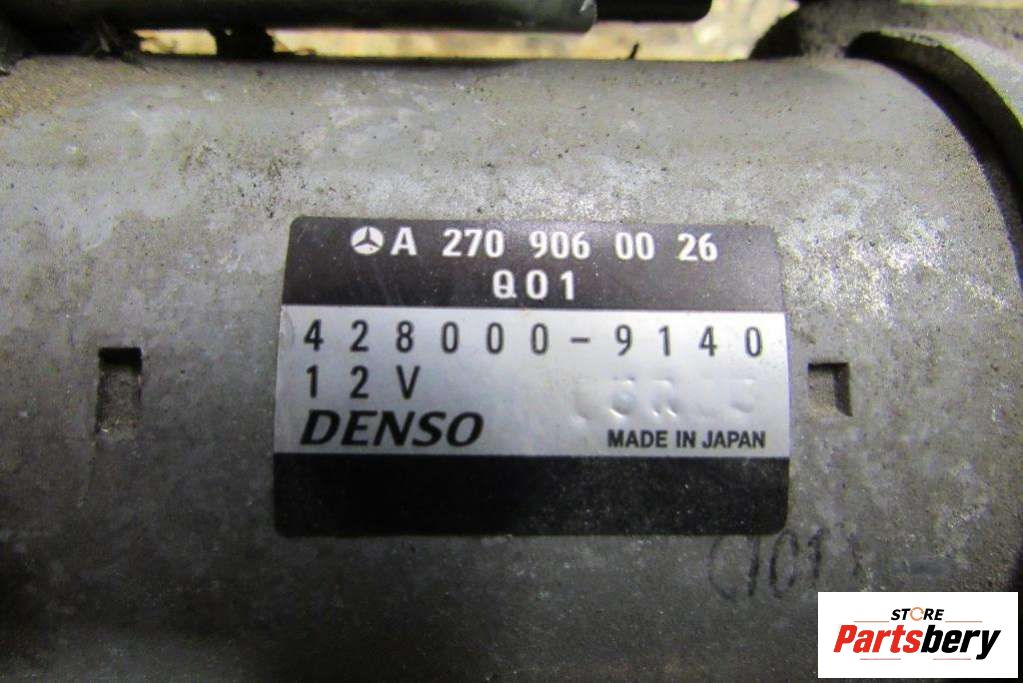 A 270 906 00 26
Q01
428000-9140
12V
DENSO
MADE IN JAPAN
STORE
Partsbery